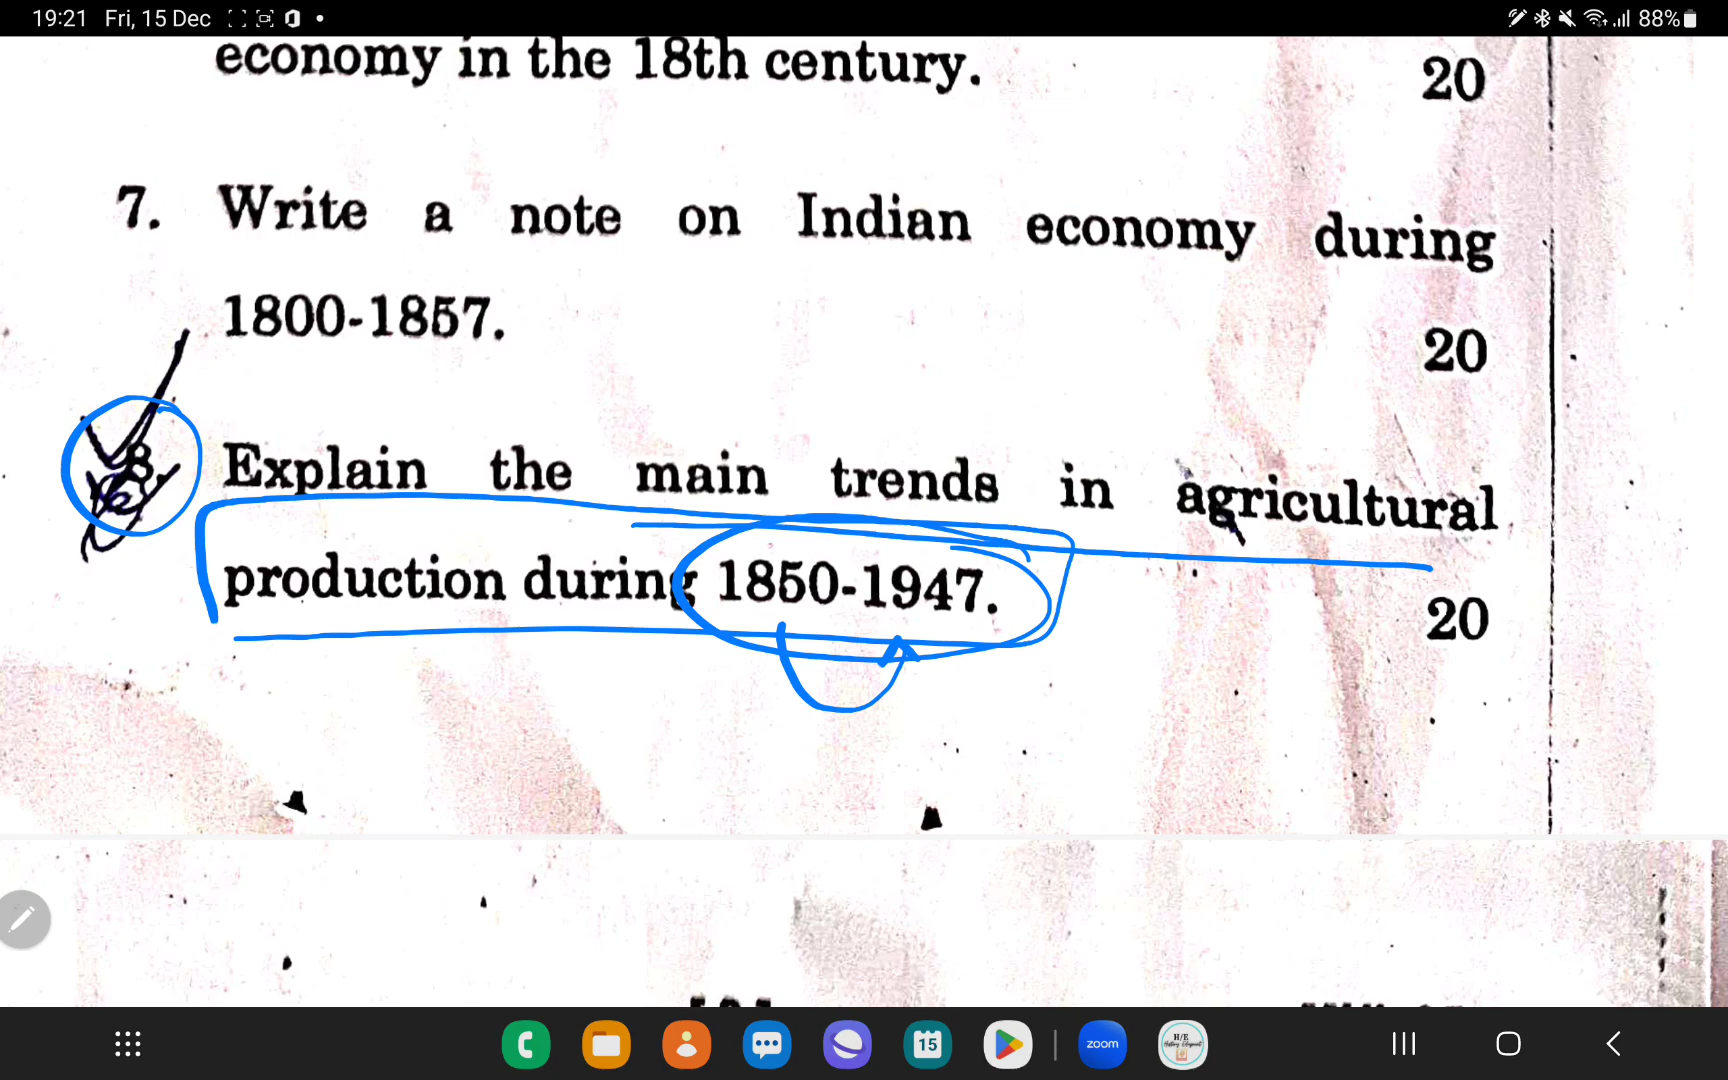 19:21 Fri, 15 Dec 88%
economy in the 18th century.
20
7. Write a note on Indian economy during
1800-1857.
20
8. Explain the main trends in agricultural
production during 1850-1947.
20
15
zoom
H/E